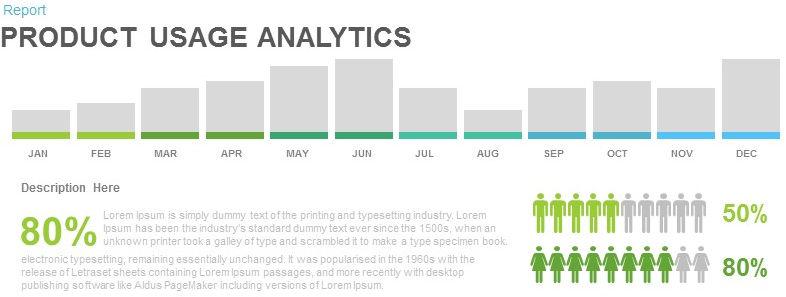 Report
PRODUCT USAGE ANALYTICS
JAN FEB MAR APR MAY JUN JUL AUG SEP OCT NOV DEC
Description Here
80%
Lorem Ipsum is simply dummy text of the printing and typesetting industry. Lorem
Ipsum has been the industry's standard dummy text ever since the 1500s, when an
unknown printer took a galley of type and scrambled it to make a type specimen book.
electronic typesetting, remaining essentially unchanged. It was popularised in the 1960s with the
release of Letraset sheets containing Lorem Ipsum passages, and more recently with desktop
publishing software like Aldus PageMaker including versions of Lorem Ipsum.
50%
80%